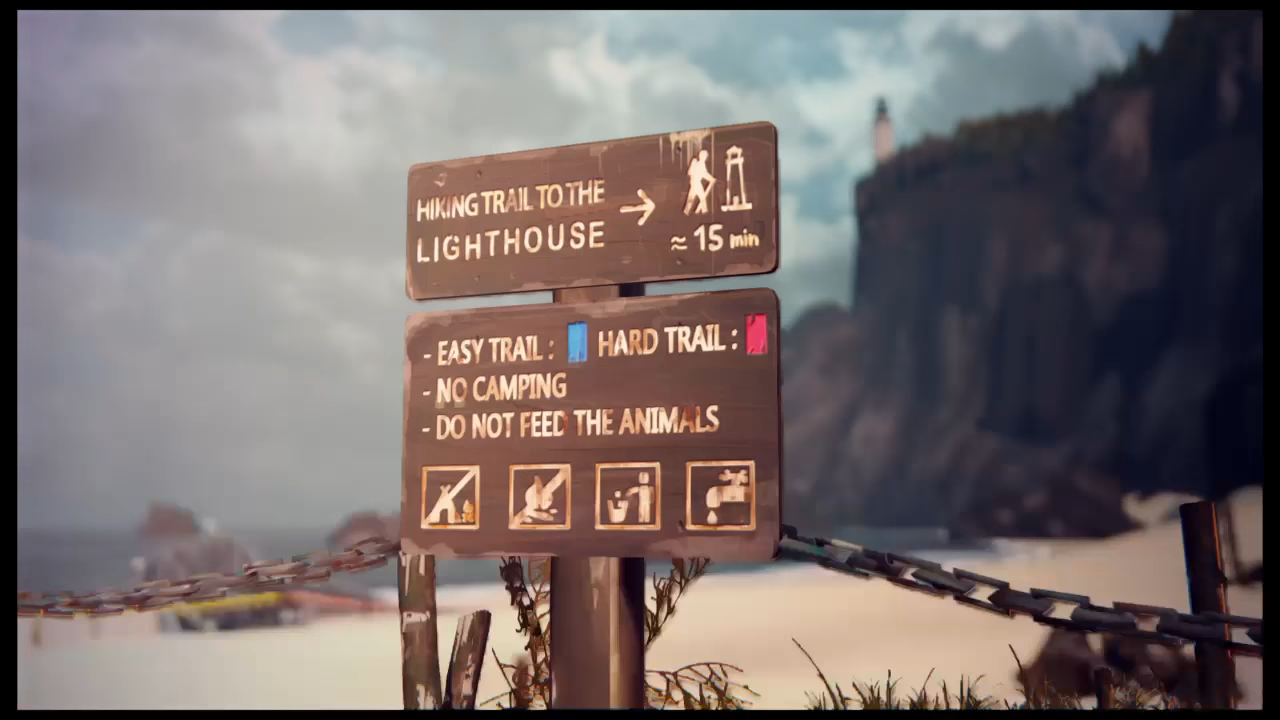 HIKING TRAIL TO THE
LIGHTHOUSE → ≈ 15 min
- EASY TRAIL : HARD TRAIL :
- NO CAMPING
- DO NOT FEED THE ANIMALS